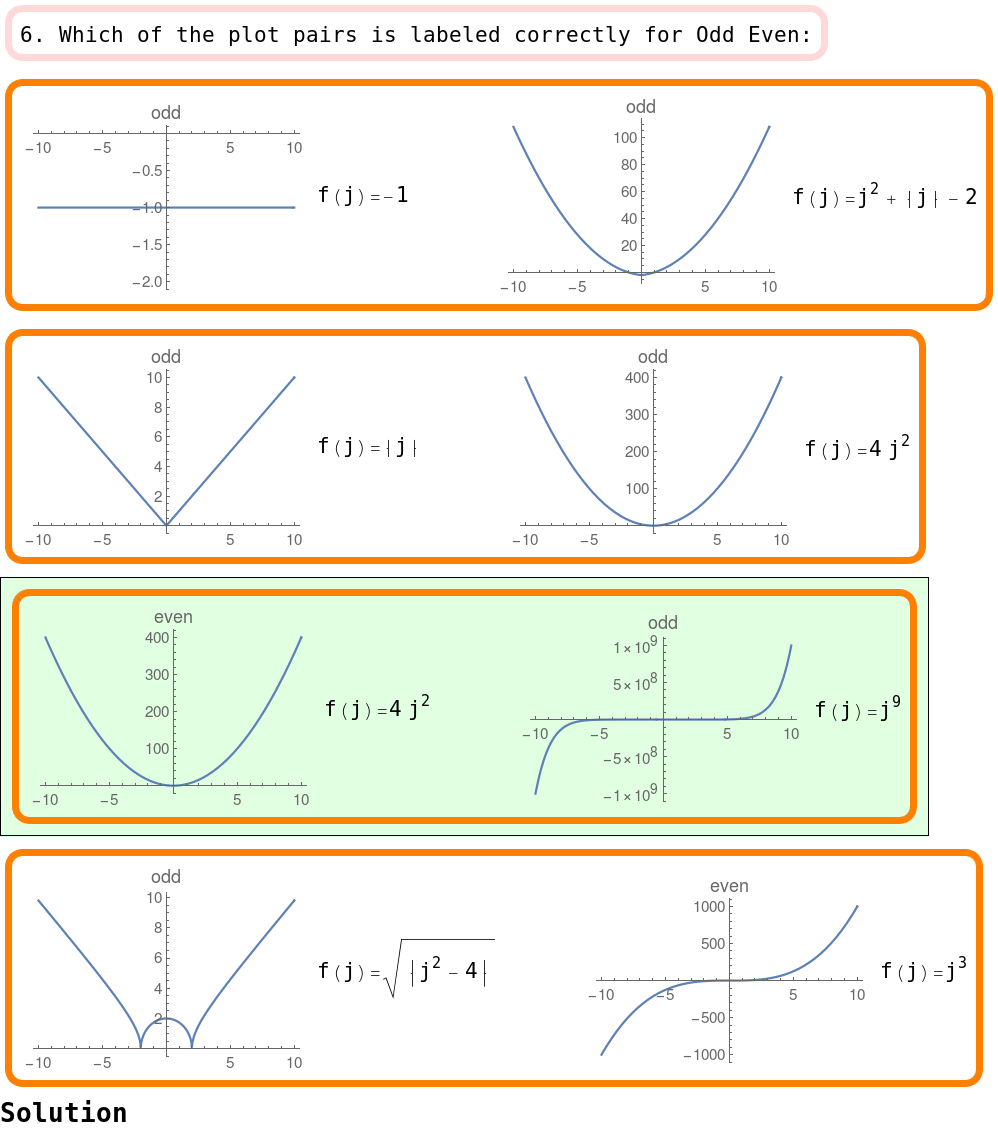 6. Which of the plot pairs is labeled correctly for Odd Even:
odd
−10 −5 5 10
−0.5
−1.0
−1.5
−2.0
f(j)=−1
odd
100
80
60
40
20
−10 −5 5 10
f(j)=j² + |j| − 2
odd
10
8
6
4
2
−10 −5 5 10
f(j)=|j|
odd
400
300
200
100
−10 −5 5 10
f(j)=4 j²
even
400
300
200
100
−10 −5 5 10
f(j)=4 j²
odd
1×10⁹
5×10⁸
−10 −5 5 10
−5×10⁸
−1×10⁹
f(j)=j⁹
odd
10
8
6
4
2
−10 −5 5 10
f(j)=√|j² − 4|
even
1000
500
−10 −5 5 10
−500
−1000
f(j)=j³
Solution